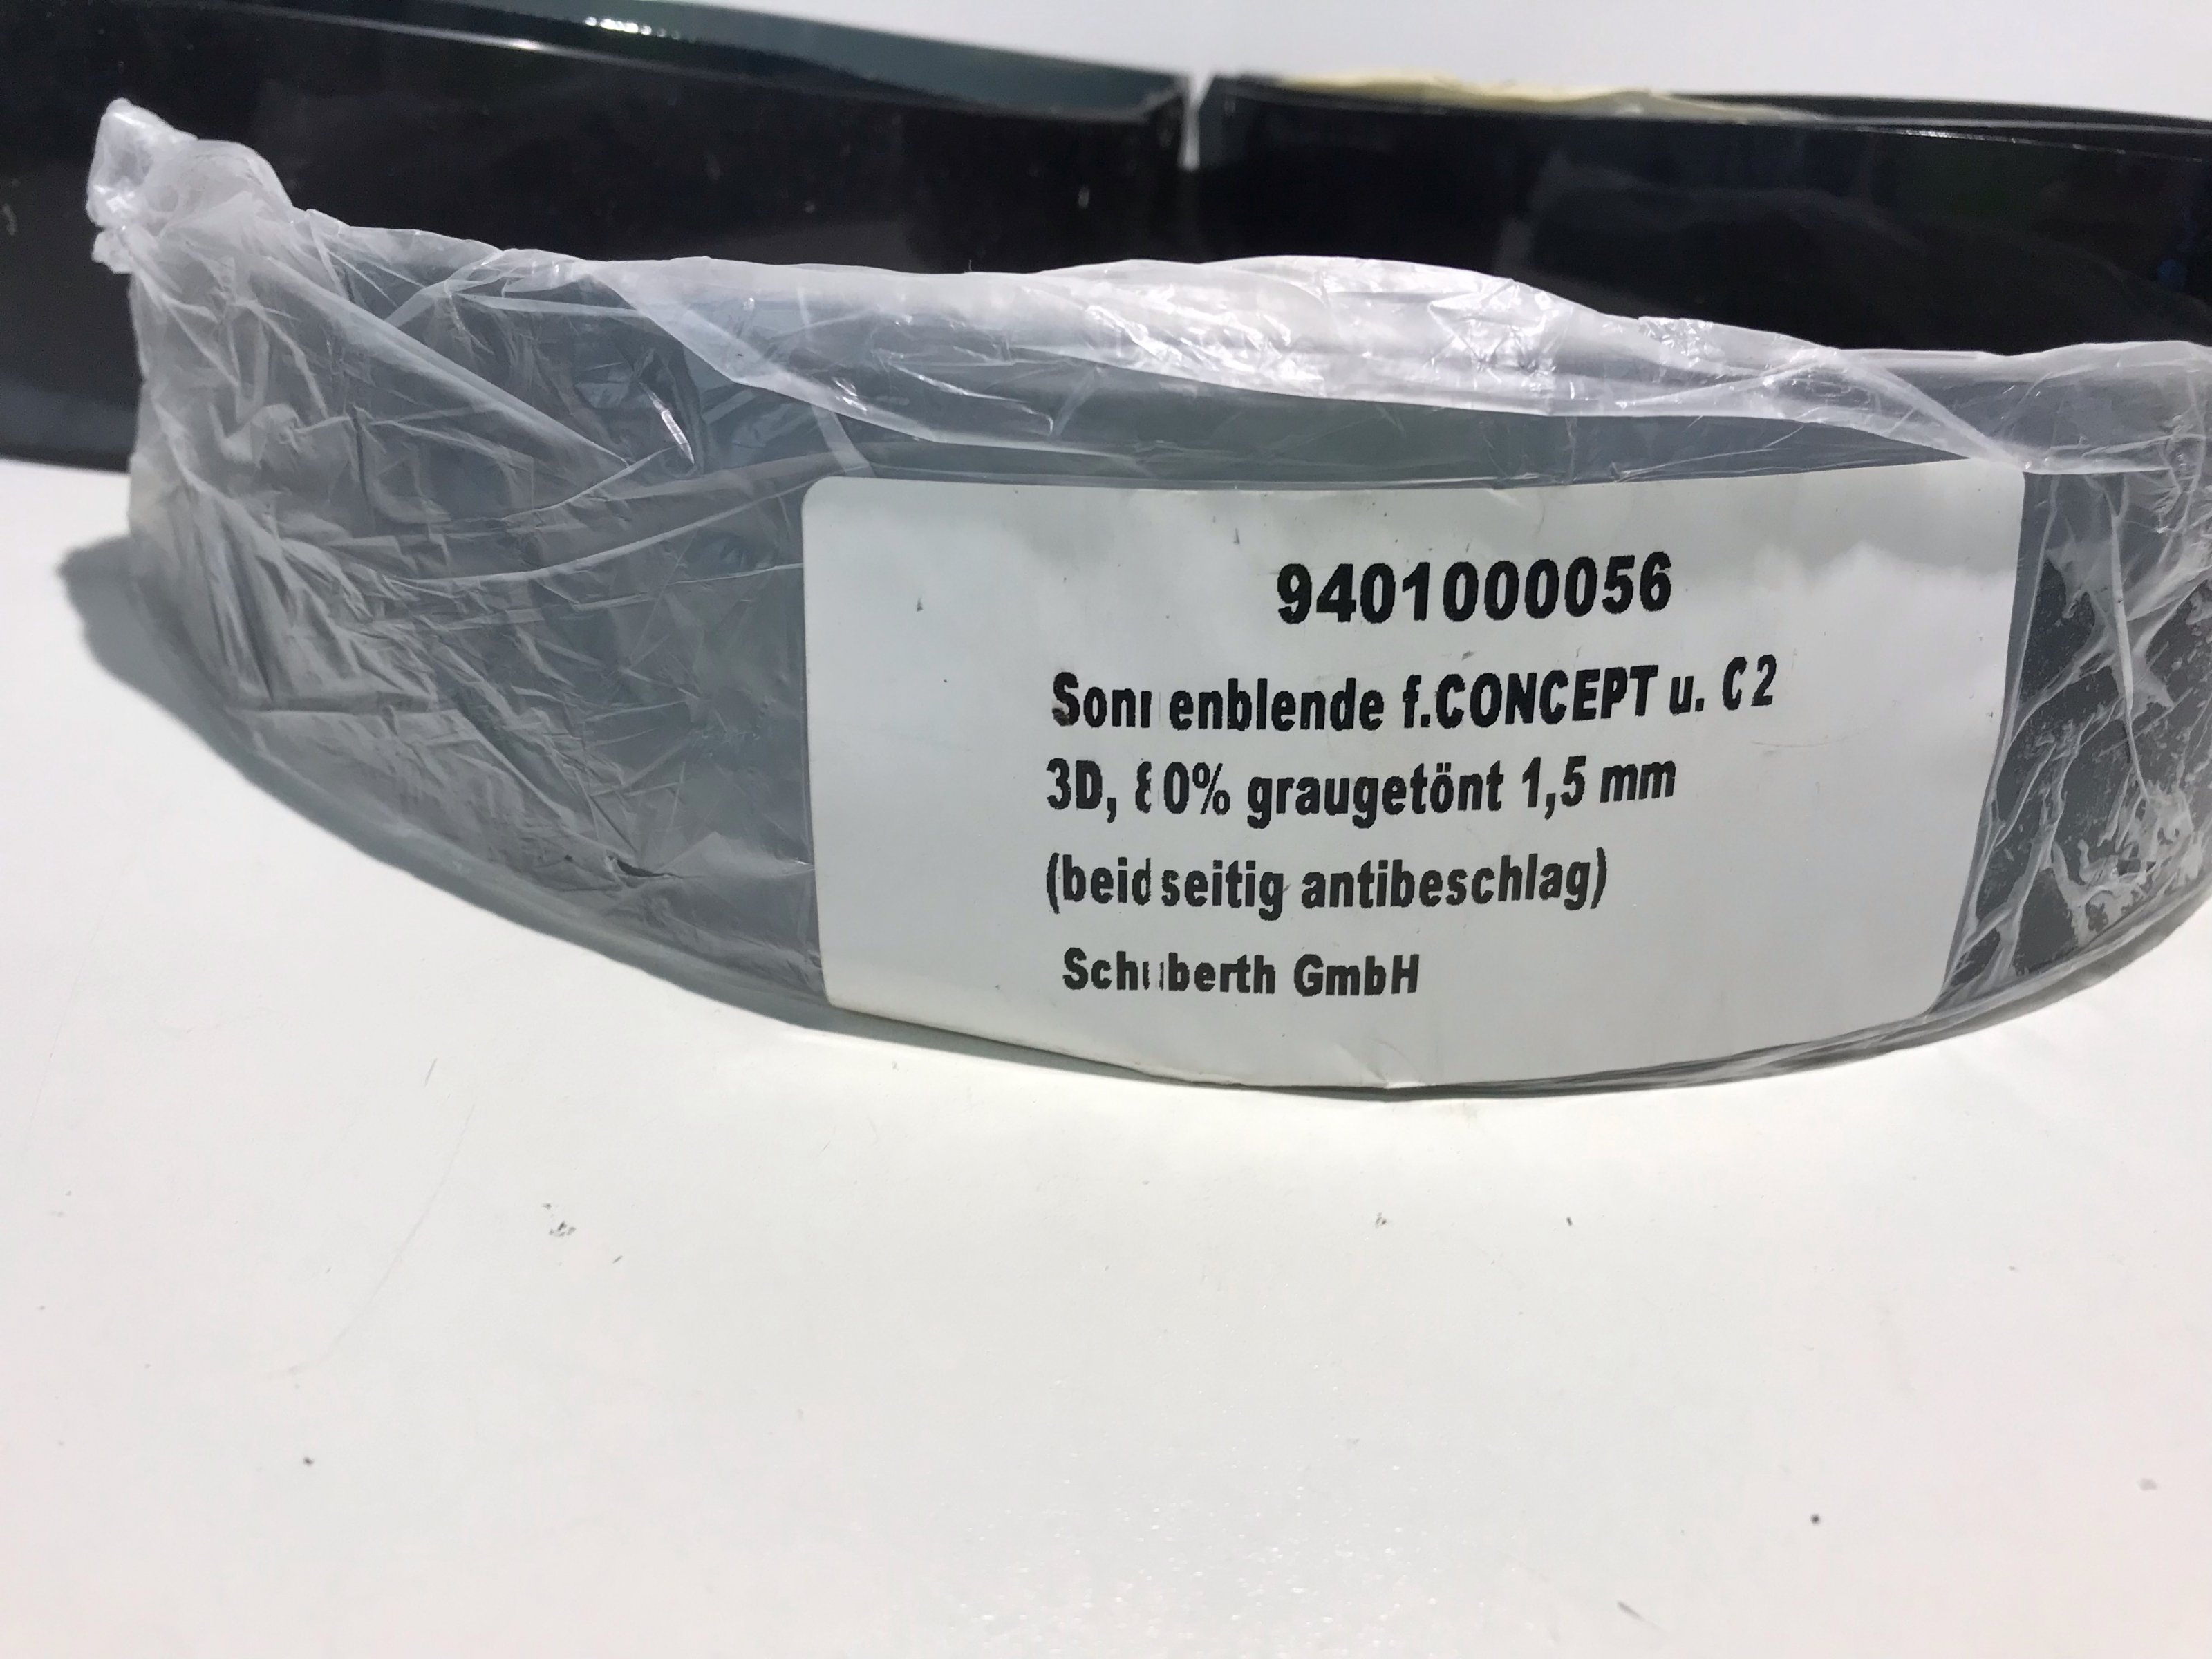 9401000056
Sonnenblende f.CONCEPT u. C2
3D, 80% graugetönt 1,5 mm
(beidseitig antibeschlag)
Schuberth GmbH